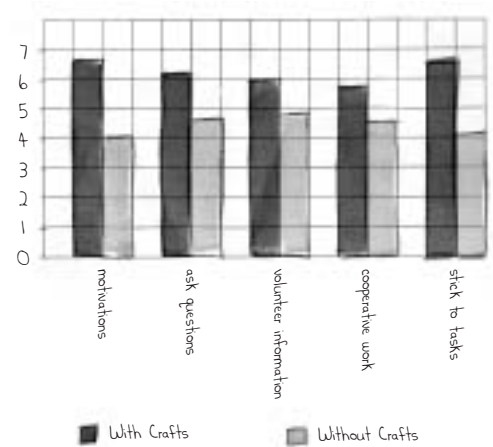 7
6
5
4
3
2
1
0
motivations
ask questions
volunteer information
cooperative work
stick to tasks
With Crafts
Without Crafts